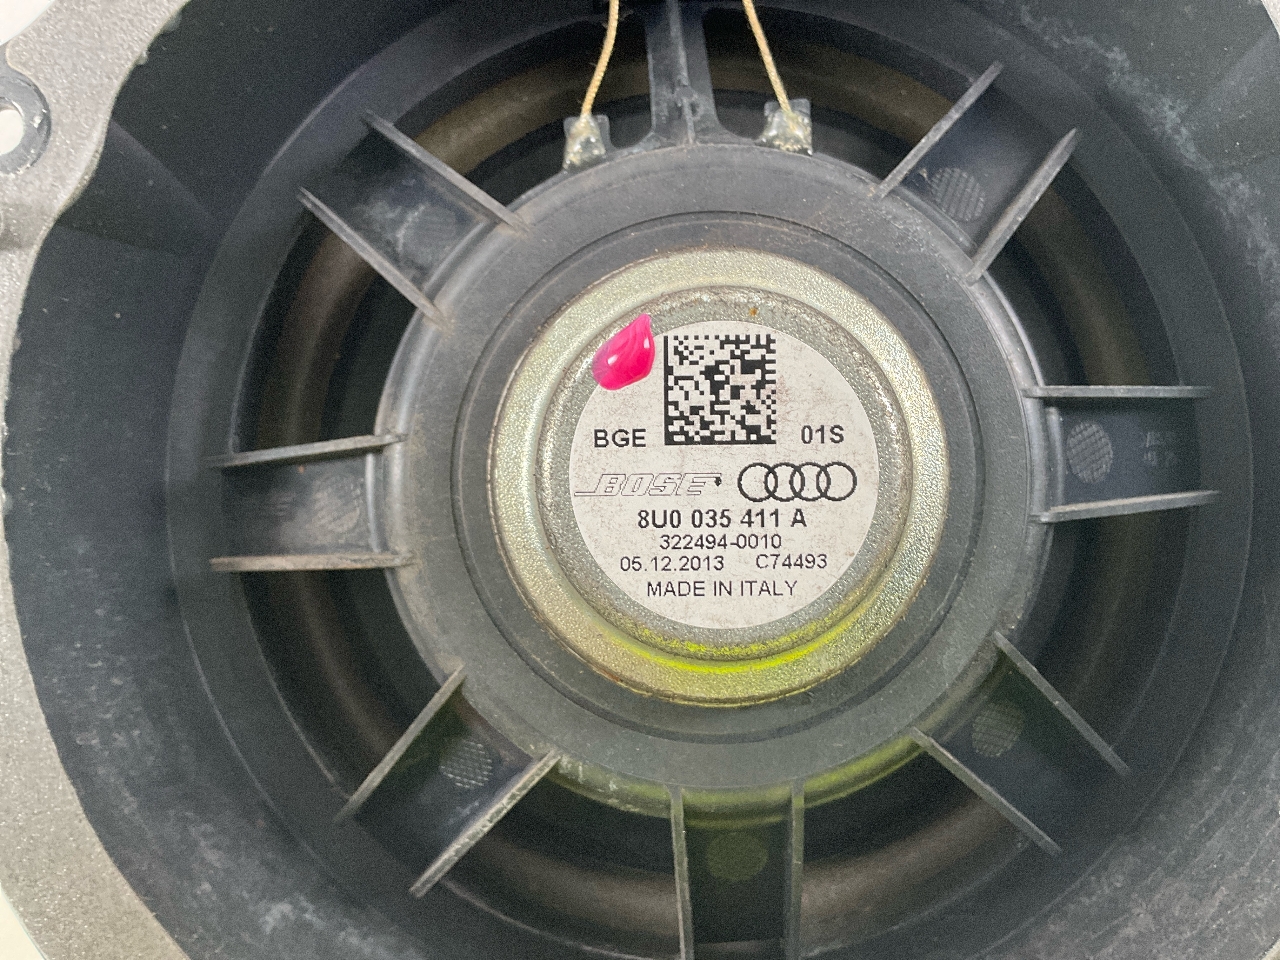 BGE 01S
BOSE
8U0 035 411 A
322494-0010
05.12.2013 C74493
MADE IN ITALY